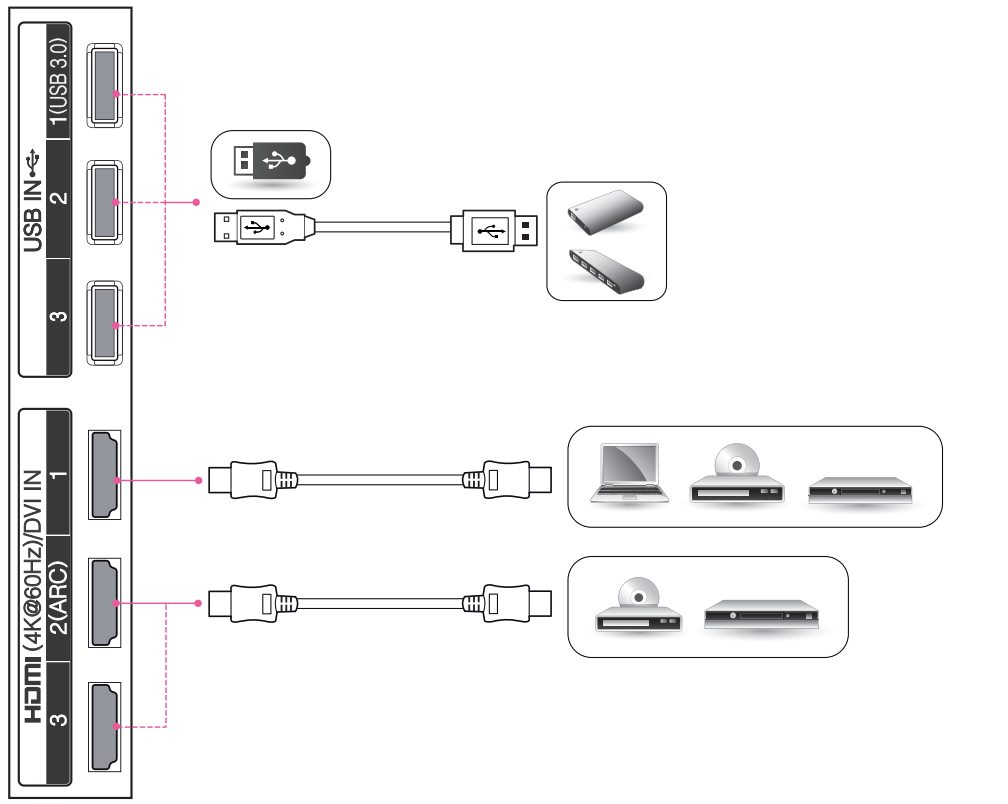 USB IN
1(USB 3.0)
2
3
HDMI (4K@60Hz)/DVI IN
1
2(ARC)
3